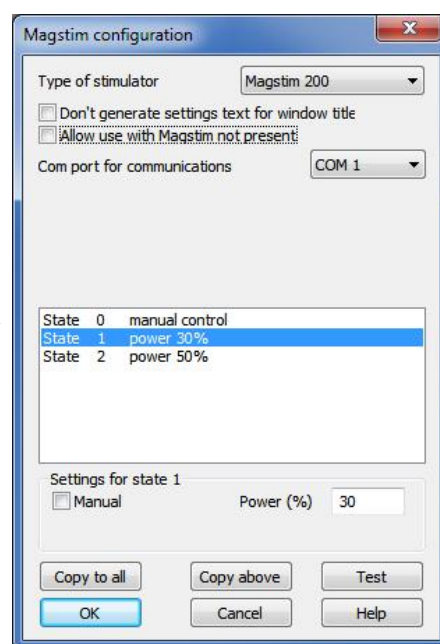 Magstim configuration
Type of stimulator Magstim 200
Don't generate settings text for window title
Allow use with Magstim not present
Com port for communications COM 1
State 0 manual control
State 1 power 30%
State 2 power 50%
Settings for state 1
Manual Power (%) 30
Copy to all Copy above Test
OK Cancel Help